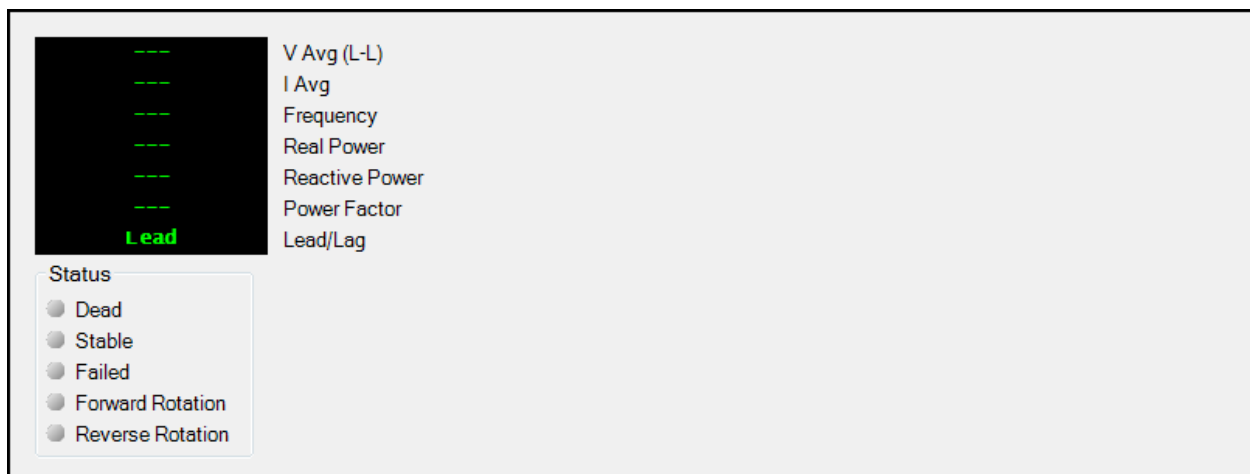 --- V Avg (L-L)
--- I Avg
--- Frequency
--- Real Power
--- Reactive Power
--- Power Factor
Lead Lead/Lag
Status
Dead
Stable
Failed
Forward Rotation
Reverse Rotation